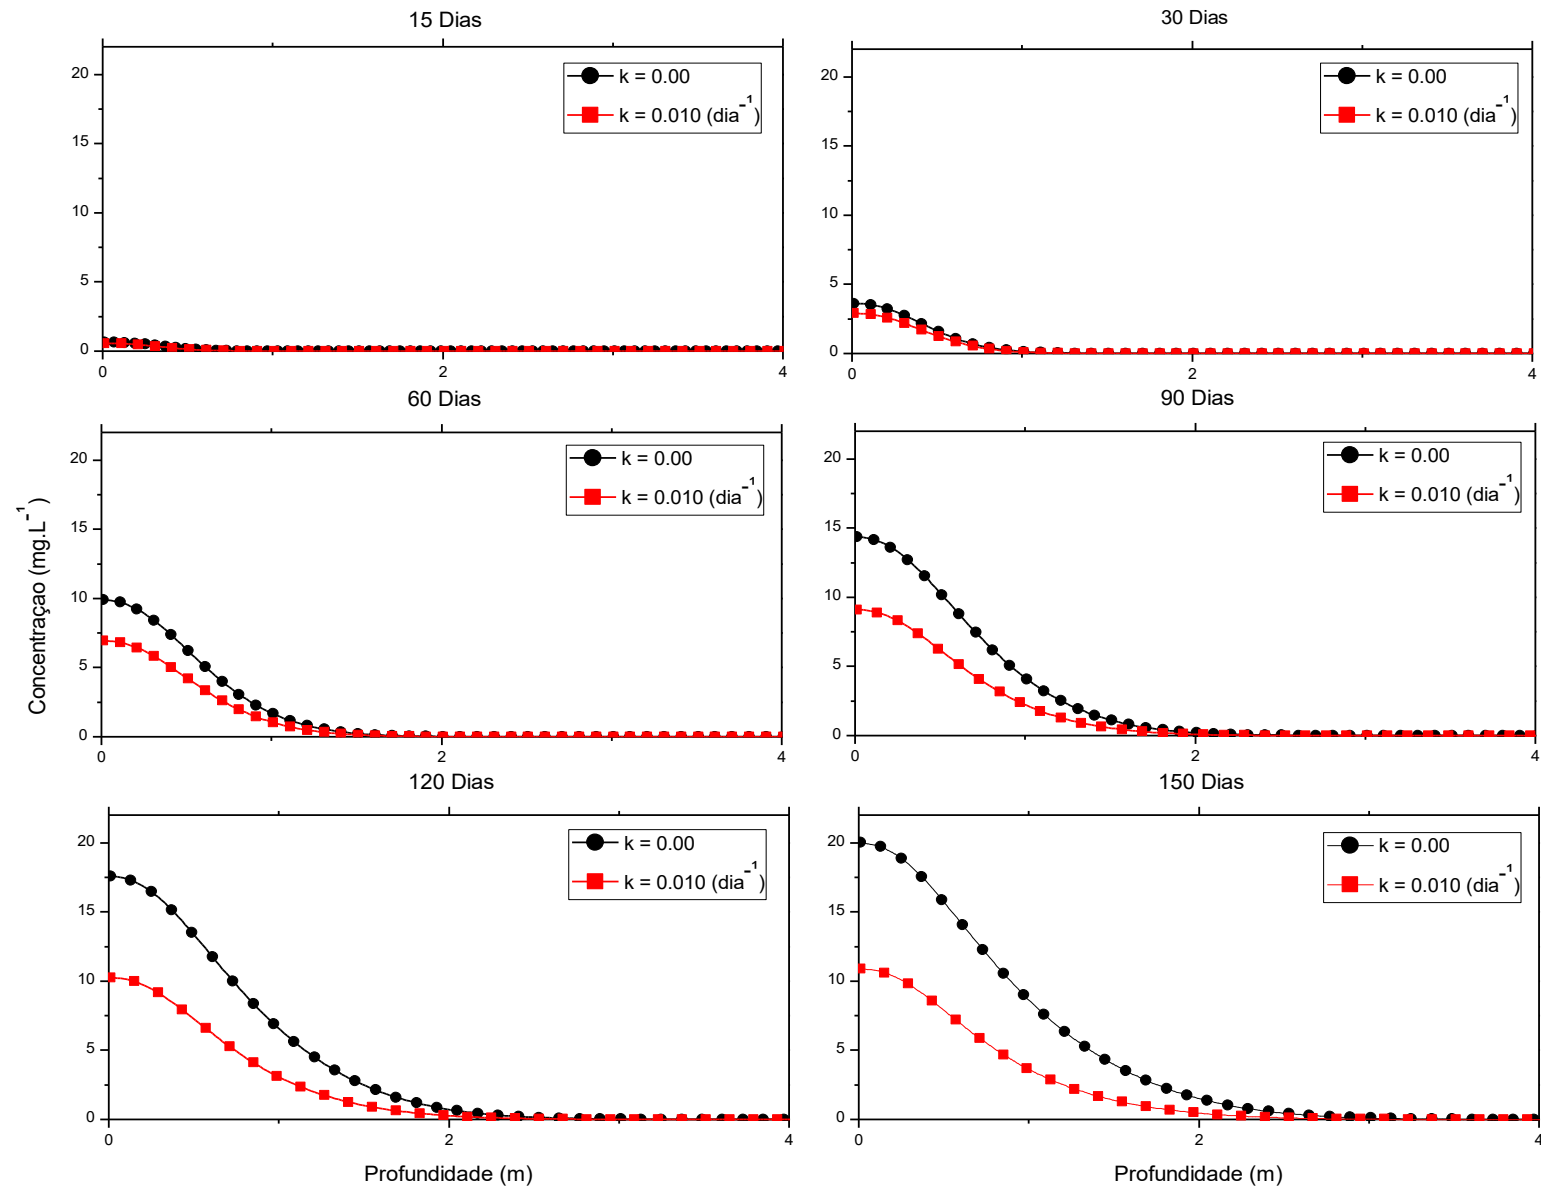 15 Dias
20
15
10
5
0
0 2 4
k = 0.00
k = 0.010 (dia⁻¹)
30 Dias
20
15
10
5
0
0 2 4
k = 0.00
k = 0.010 (dia⁻¹)
60 Dias
20
15
10
5
0
k = 0.00
k = 0.010 (dia⁻¹)
90 Dias
20
15
10
5
0
0 2 4
k = 0.00
k = 0.010 (dia⁻¹)
Concentraçao (mg.L⁻¹)
120 Dias
20
15
10
5
0
0 2 4
k = 0.00
k = 0.010 (dia⁻¹)
Profundidade (m)
150 Dias
20
15
10
5
0
0 2 4
k = 0.00
k = 0.010 (dia⁻¹)
Profundidade (m)